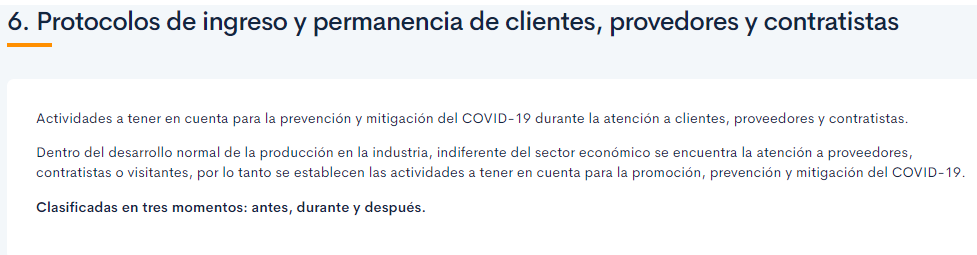 6. Protocolos de ingreso y permanencia de clientes, provedores y contratistas
Actividades a tener en cuenta para la prevención y mitigación del COVID-19 durante la atención a clientes, proveedores y contratistas.
Dentro del desarrollo normal de la producción en la industria, indiferente del sector económico se encuentra la atención a proveedores,
contratistas o visitantes, por lo tanto se establecen las actividades a tener en cuenta para la promoción, prevención y mitigación del COVID-19.
Clasificadas en tres momentos: antes, durante y después.